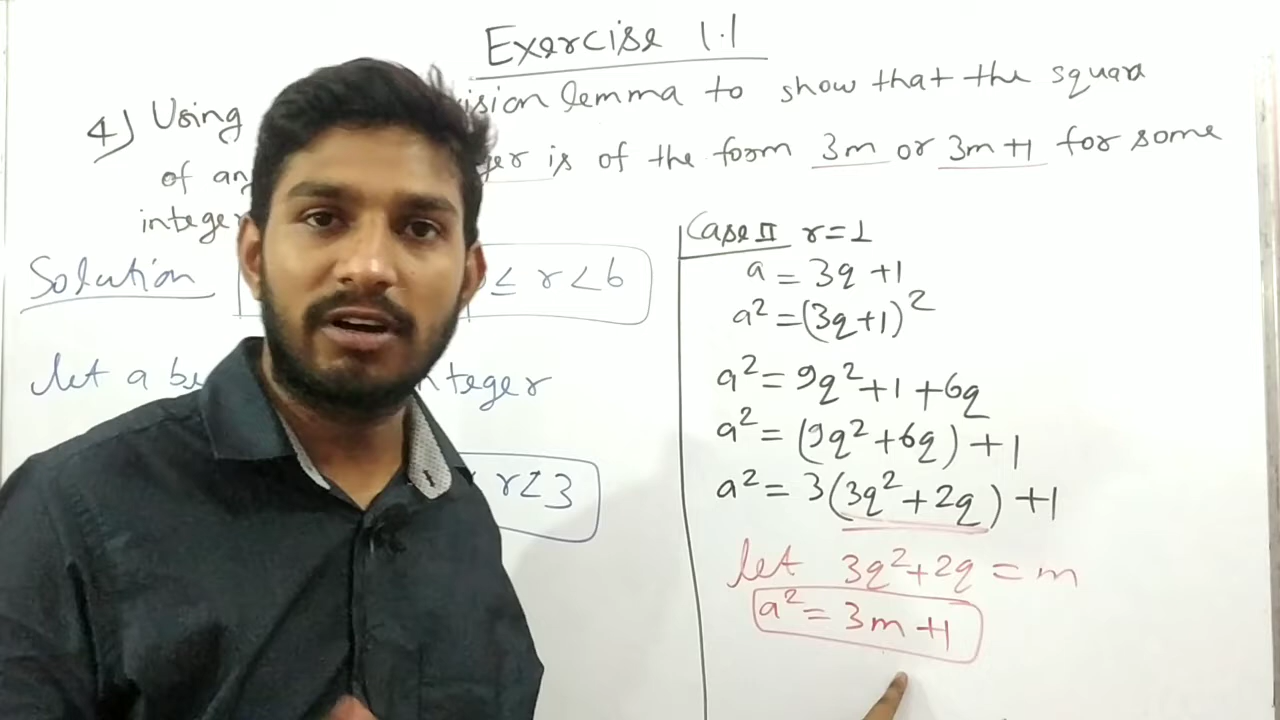 Exercise 1.1
4) Using ision lemma to show that the square
of an ger is of the form 3m or 3m+1 for some
intege
Solution ≤ r<b
let a be nteger
r<3
Case II r=1
a = 3q +1
a² = (3q+1)²
a² = 9q²+1+6q
a² = (9q²+6q)+1
a² = 3(3q²+2q)+1
let 3q²+2q = m
a² = 3m+1